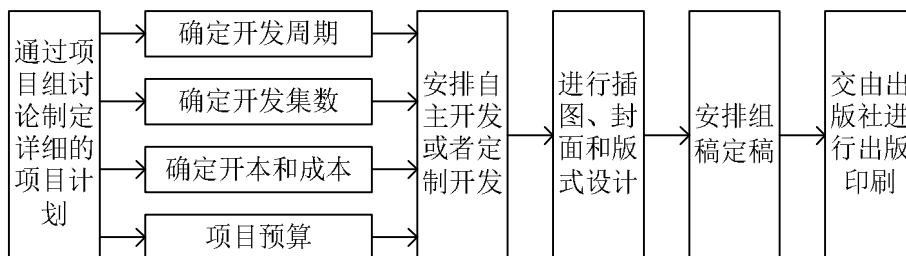 通过项
目组讨
论制定
详细的
项目计
划
确定开发周期
确定开发集数
确定开本和成本
项目预算
安排自
主开发
或者定
制开发
进行插
图、封
面和版
式设计
安排组
稿定稿
交由出
版社进
行出版
印刷